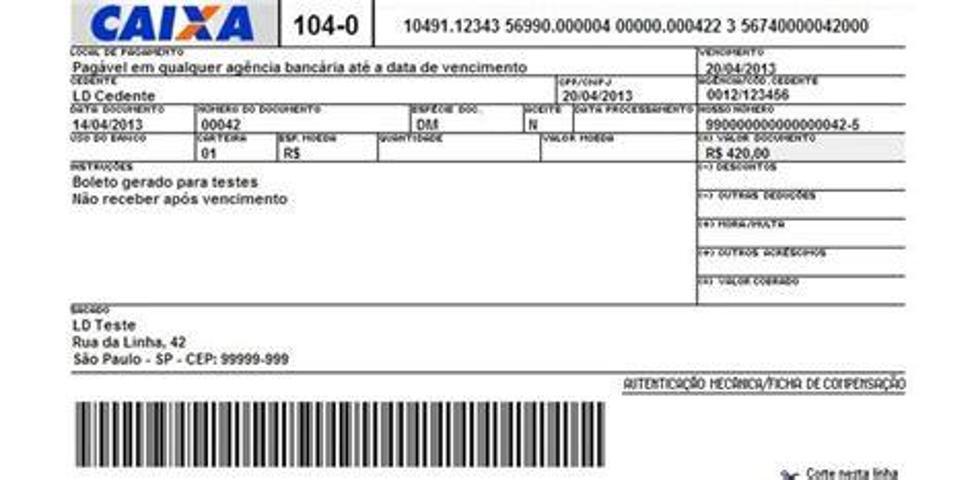 CAIXA 104-0 10491.12343 56990.000004 00000.000422 3 56740000042000
LOCAL DE PAGAMENTO VENCIMENTO
Pagável em qualquer agência bancária até a data de vencimento 20/04/2013
CEDENTE CPF/CNPJ AGÊNCIA/CÓD. CEDENTE
LD Cedente 20/04/2013 0012/123456
DATA DOCUMENTO NÚMERO DO DOCUMENTO ESPÉCIE DOC. ACEITE DATA PROCESSAMENTO NOSSO NÚMERO
14/04/2013 00042 DM N 990000000000000042-5
USO DO BANCO CARTEIRA ESP. MOEDA QUANTIDADE VALOR MOEDA (=) VALOR DOCUMENTO
01 R$ R$ 420,00
INSTRUÇÕES (-) DESCONTOS
Boleto gerado para testes
Não receber após vencimento
(-) OUTRAS DEDUÇÕES
(+) MORA/MULTA
(+) OUTROS ACRÉSCIMOS
(=) VALOR COBRADO
SACADO
LD Teste
Rua da Linha, 42
São Paulo - SP - CEP: 99999-999
AUTENTICAÇÃO MECÂNICA/FICHA DE COMPENSAÇÃO
Corte nesta linha